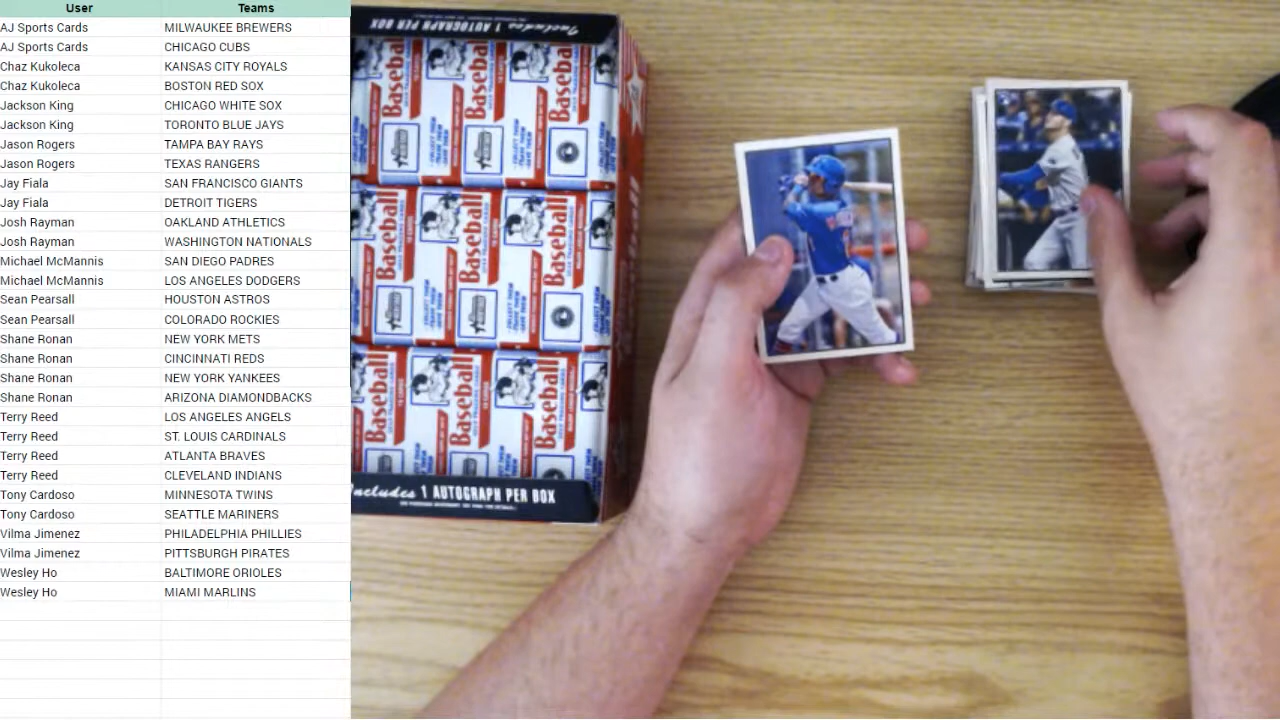 User Teams
AJ Sports Cards MILWAUKEE BREWERS
AJ Sports Cards CHICAGO CUBS
Chaz Kukoleca KANSAS CITY ROYALS
Chaz Kukoleca BOSTON RED SOX
Jackson King CHICAGO WHITE SOX
Jackson King TORONTO BLUE JAYS
Jason Rogers TAMPA BAY RAYS
Jason Rogers TEXAS RANGERS
Jay Fiala SAN FRANCISCO GIANTS
Jay Fiala DETROIT TIGERS
Josh Rayman OAKLAND ATHLETICS
Josh Rayman WASHINGTON NATIONALS
Michael McMannis SAN DIEGO PADRES
Michael McMannis LOS ANGELES DODGERS
Sean Pearsall HOUSTON ASTROS
Sean Pearsall COLORADO ROCKIES
Shane Ronan NEW YORK METS
Shane Ronan CINCINNATI REDS
Shane Ronan NEW YORK YANKEES
Shane Ronan ARIZONA DIAMONDBACKS
Terry Reed LOS ANGELES ANGELS
Terry Reed ST. LOUIS CARDINALS
Terry Reed ATLANTA BRAVES
Terry Reed CLEVELAND INDIANS
Tony Cardoso MINNESOTA TWINS
Tony Cardoso SEATTLE MARINERS
Vilma Jimenez PHILADELPHIA PHILLIES
Vilma Jimenez PITTSBURGH PIRATES
Wesley Ho BALTIMORE ORIOLES
Wesley Ho MIAMI MARLINS
Includes 1 AUTOGRAPH PER BOX
Baseball
Baseball
Baseball
Baseball
Baseball
Baseball
Baseball
Baseball
Baseball
Includes 1 AUTOGRAPH PER BOX